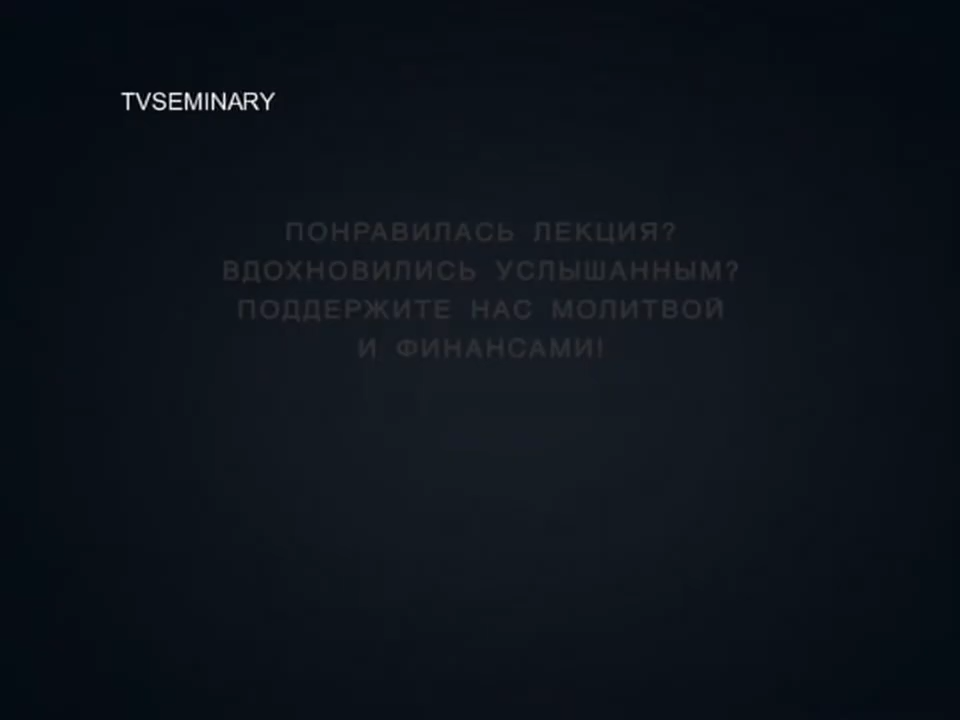 TVSEMINARY
ПОНРАВИЛАСЬ ЛЕКЦИЯ?
ВДОХНОВИЛИСЬ УСЛЫШАННЫМ?
ПОДДЕРЖИТЕ НАС МОЛИТВОЙ
И ФИНАНСАМИ!